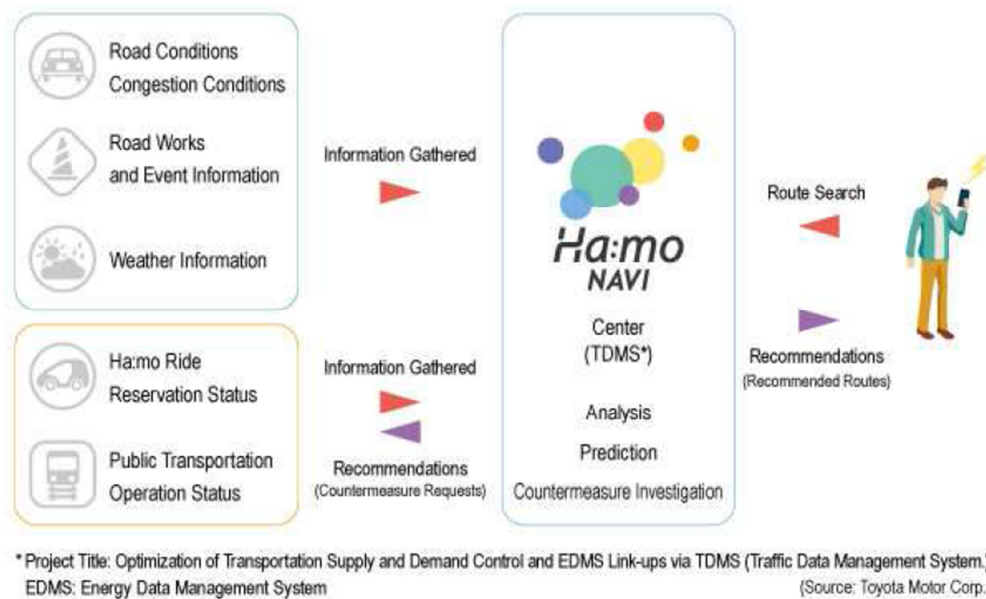 Road Conditions
Congestion Conditions
Road Works
and Event Information
Weather Information
Information Gathered
Ha:mo Ride
Reservation Status
Public Transportation
Operation Status
Information Gathered
Recommendations
(Countermeasure Requests)
Ha:mo
NAVI
Center
(TDMS*)
Analysis
Prediction
Countermeasure Investigation
Route Search
Recommendations
(Recommended Routes)
* Project Title: Optimization of Transportation Supply and Demand Control and EDMS Link-ups via TDMS (Traffic Data Management System.)
EDMS: Energy Data Management System
(Source: Toyota Motor Corp.